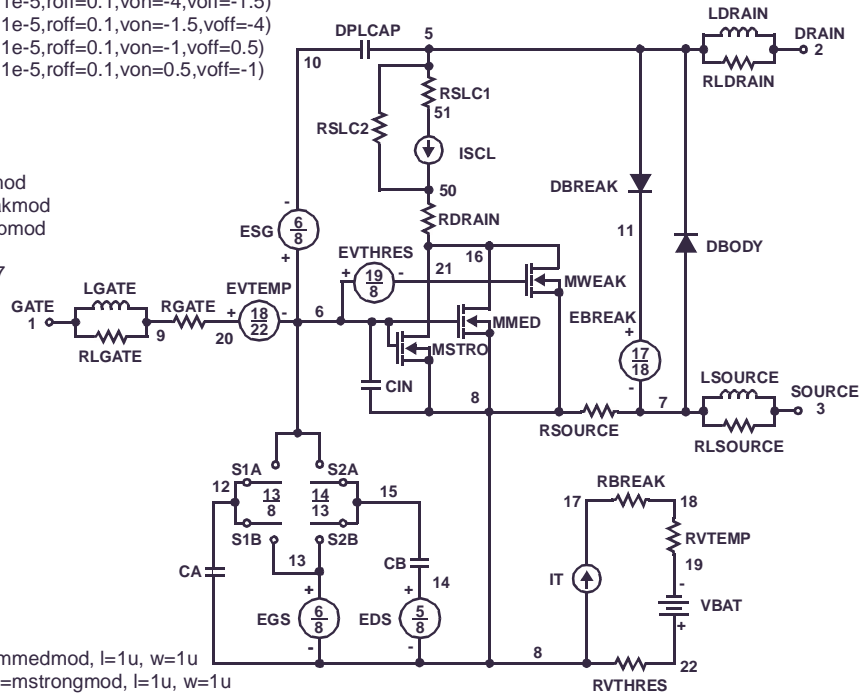 1e-5,roff=0.1,von=-4,voff=-1.5)
1e-5,roff=0.1,von=-1.5,voff=-4)
1e-5,roff=0.1,von=-1,voff=0.5)
1e-5,roff=0.1,von=0.5,voff=-1)
LDRAIN
DPLCAP 5 DRAIN
10 2
RLDRAIN
RSLC1
51
RSLC2
ISCL
50
DBREAK
RDRAIN
- ESG 6 8 +
11
DBODY
EVTHRES
+ 19 8 -
21
16
MWEAK
LGATE
EVTEMP
GATE
1
RGATE
+ 18 22 -
6
MMED
EBREAK
+
9
20
RLGATE
MSTRO
17 18
-
LSOURCE
CIN
8
7
SOURCE
3
RSOURCE
RLSOURCE
S1A
S2A
12
13 8
14 13
15
S1B
S2B
RBREAK
17
18
RVTEMP
CA
13
CB
14
IT
19
-
VBAT
+
+
EGS 6 8
-
+
EDS 5 8
-
8
22
RVTHRES
mmedmod, l=1u, w=1u
=mstrongmod, l=1u, w=1u